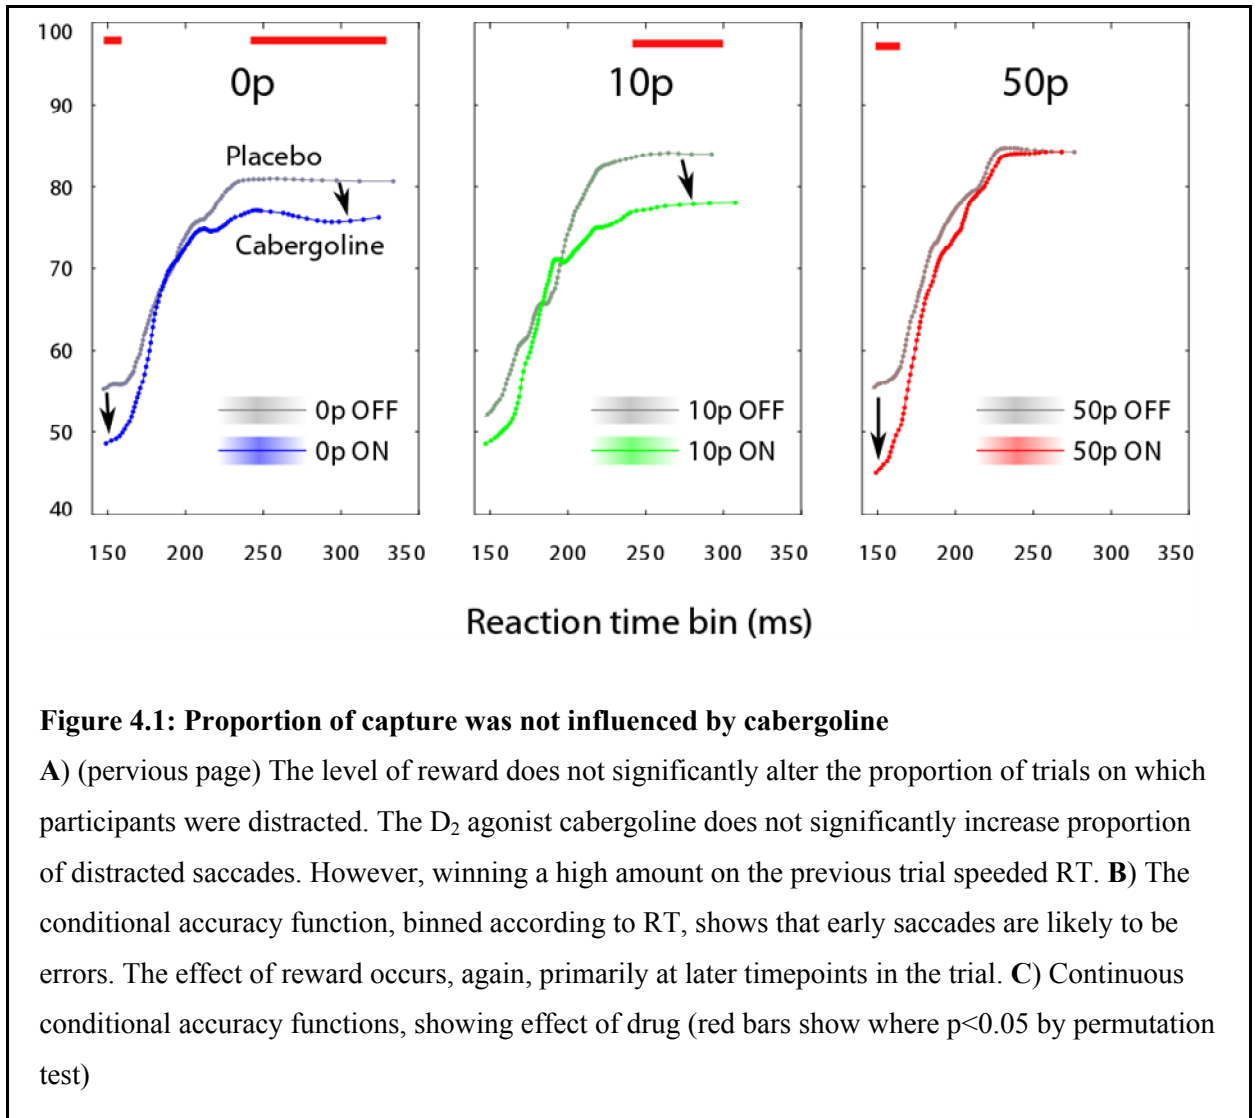 100
90
80
70
60
50
40
0p
Placebo
Cabergoline
0p OFF
0p ON
150 200 250 300 350
10p
10p OFF
10p ON
150 200 250 300 350
50p
50p OFF
50p ON
150 200 250 300 350
Reaction time bin (ms)
Figure 4.1: Proportion of capture was not influenced by cabergoline
A) (pervious page) The level of reward does not significantly alter the proportion of trials on which
participants were distracted. The D₂ agonist cabergoline does not significantly increase proportion
of distracted saccades. However, winning a high amount on the previous trial speeded RT. B) The
conditional accuracy function, binned according to RT, shows that early saccades are likely to be
errors. The effect of reward occurs, again, primarily at later timepoints in the trial. C) Continuous
conditional accuracy functions, showing effect of drug (red bars show where p<0.05 by permutation
test)